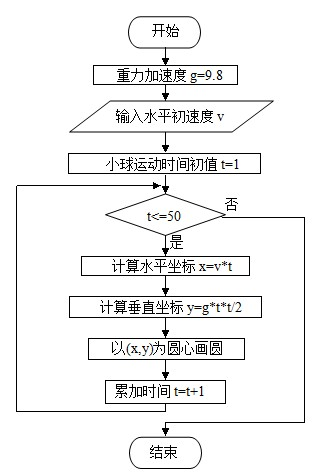 开始
重力加速度 g=9.8
输入水平初速度 v
小球运动时间初值 t=1
t<=50
否
是
计算水平坐标 x=v*t
计算垂直坐标 y=g*t*t/2
以(x,y)为圆心画圆
累加时间 t=t+1
结束